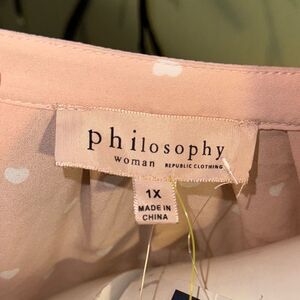 philosophy
woman REPUBLIC CLOTHING
1X
MADE IN
CHINA